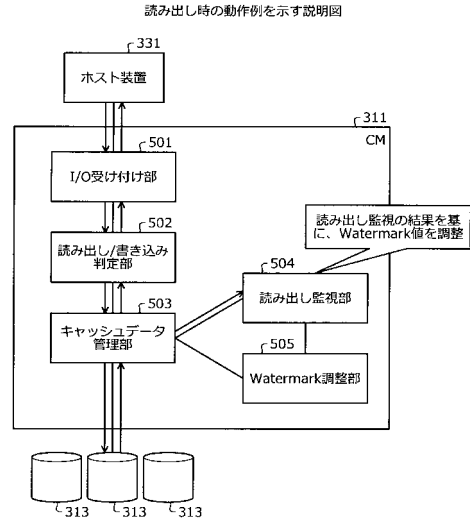 読み出し時の動作例を示す説明図
331
ホスト装置
311
CM
501
I/O受け付け部
502
読み出し/書き込み
判定部
読み出し監視の結果を基
に、Watermark値を調整
504
読み出し監視部
503
キャッシュデータ
管理部
505
Watermark調整部
313
313
313